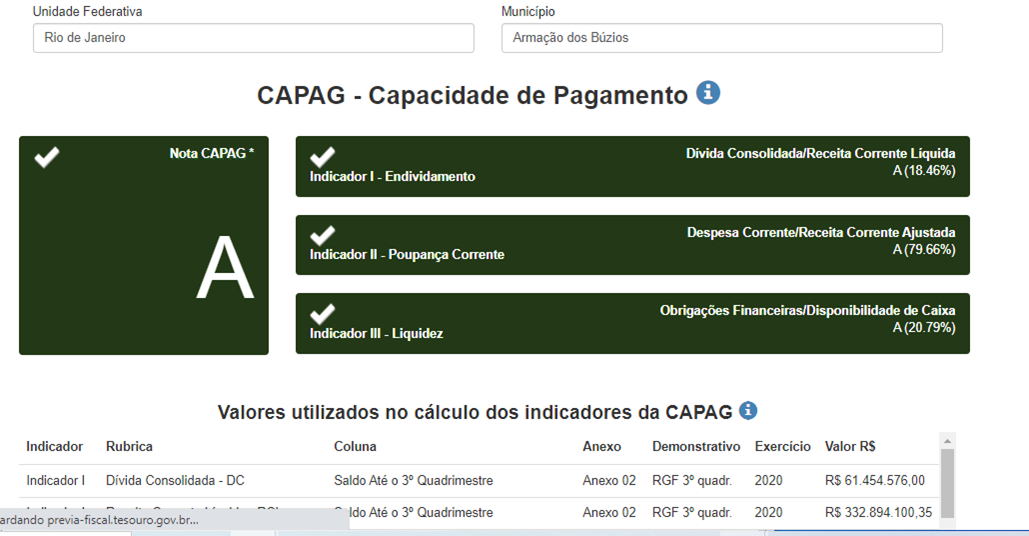 Unidade Federativa
Município
Rio de Janeiro
Armação dos Búzios
CAPAG - Capacidade de Pagamento
Nota CAPAG *
A
Indicador I - Endividamento
Dívida Consolidada/Receita Corrente Líquida
A (18.46%)
Indicador II - Poupança Corrente
Despesa Corrente/Receita Corrente Ajustada
A (79.66%)
Indicador III - Liquidez
Obrigações Financeiras/Disponibilidade de Caixa
A (20.79%)
Valores utilizados no cálculo dos indicadores da CAPAG
Indicador Rubrica Coluna Anexo Demonstrativo Exercício Valor R$
Indicador I Dívida Consolidada - DC Saldo Até o 3º Quadrimestre Anexo 02 RGF 3º quadr. 2020 R$ 61.454.576,00
ldo Até o 3º Quadrimestre Anexo 02 RGF 3º quadr. 2020 R$ 332.894.100,35
ardando previa-fiscal.tesouro.gov.br...